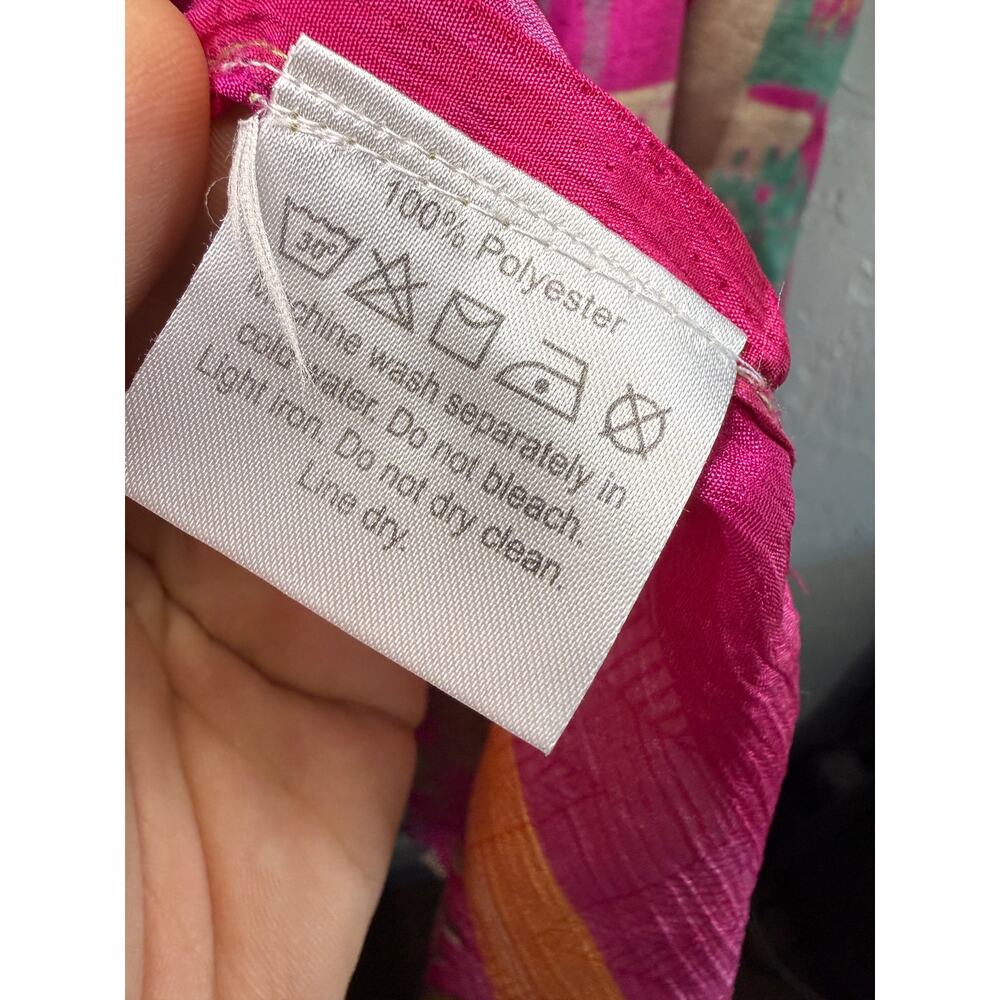 100% Polyester
30°
Machine wash separately in
cold water. Do not bleach.
Light iron. Do not dry clean.
Line dry.